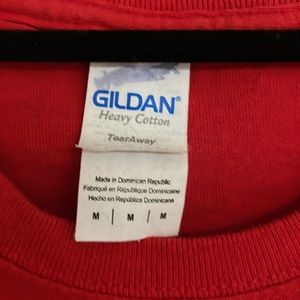 GILDAN®
Heavy Cotton
TearAway
Made in Dominican Republic
Fabriqué en République Dominicaine
Hecho en República Dominicana
M | M | M